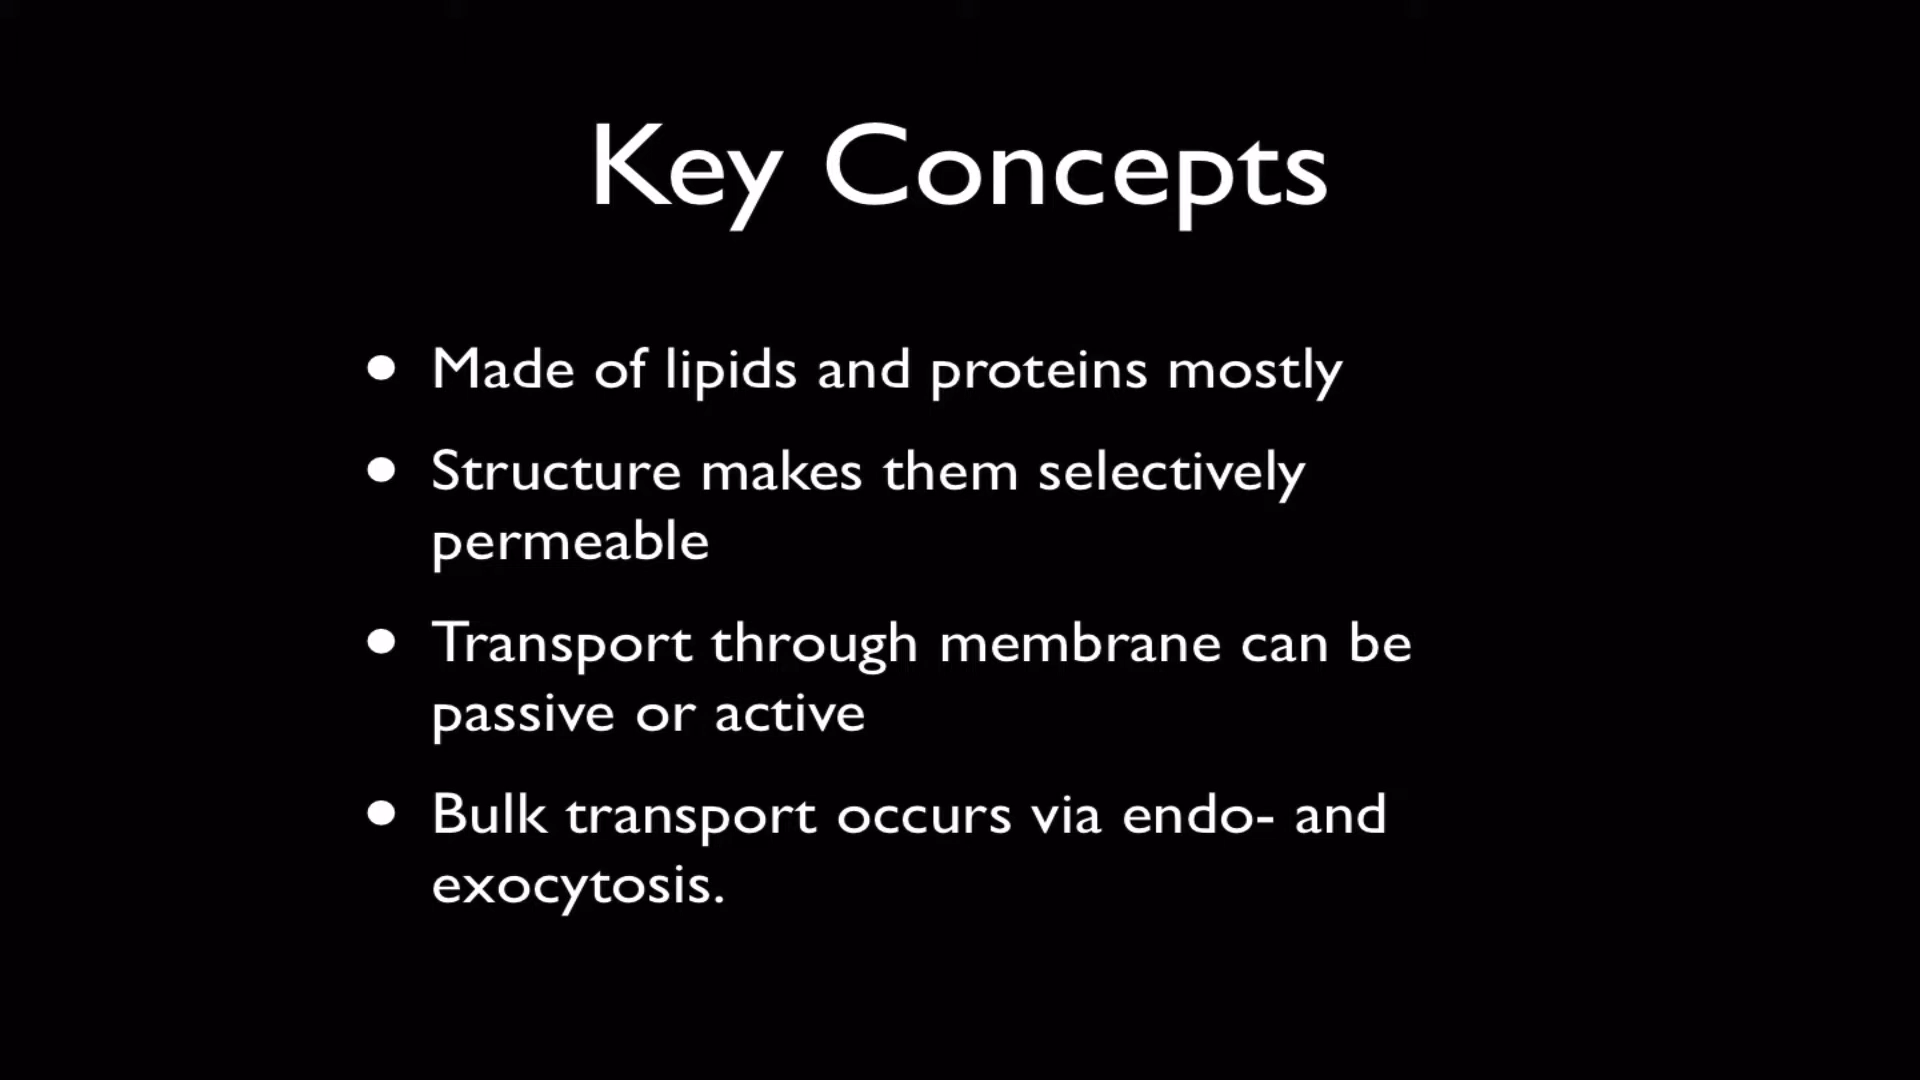 Key Concepts
• Made of lipids and proteins mostly
• Structure makes them selectively
permeable
• Transport through membrane can be
passive or active
• Bulk transport occurs via endo- and
exocytosis.